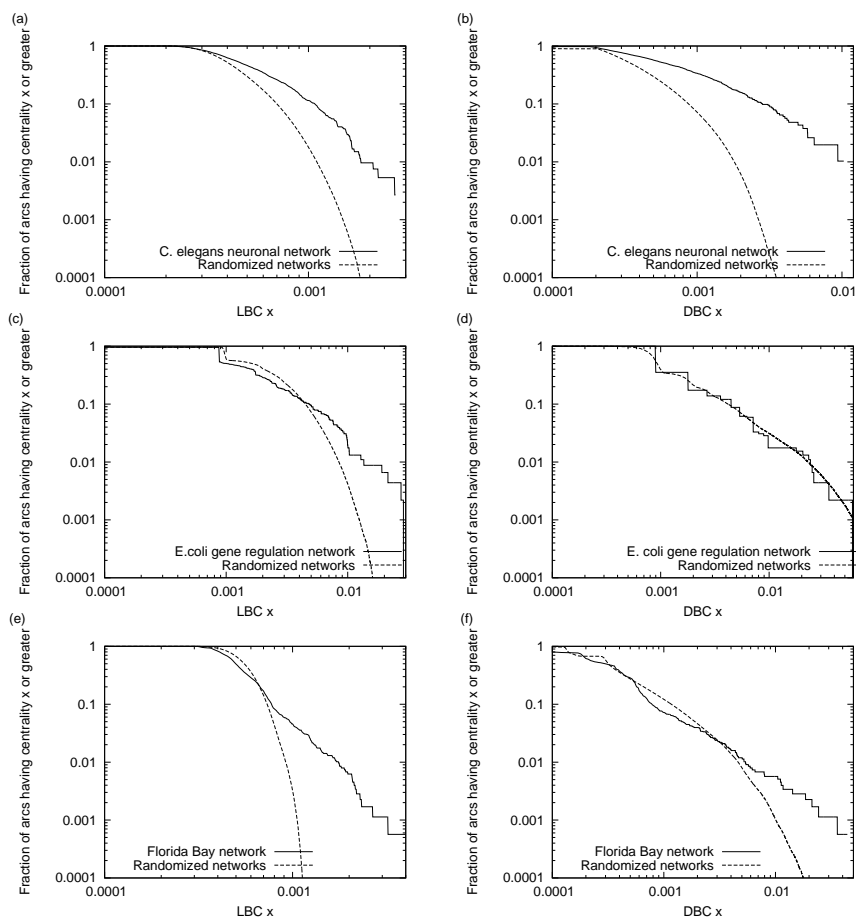 (a)
Fraction of arcs having centrality x or greater
1
0.1
0.01
0.001
0.0001
C. elegans neuronal network
Randomized networks
0.0001 0.001
LBC x
(b)
Fraction of arcs having centrality x or greater
1
0.1
0.01
0.001
0.0001
C. elegans neuronal network
Randomized networks
0.0001 0.001 0.01
DBC x
(c)
Fraction of arcs having centrality x or greater
1
0.1
0.01
0.001
0.0001
E.coli gene regulation network
Randomized networks
0.0001 0.001 0.01
LBC x
(d)
Fraction of arcs having centrality x or greater
1
0.1
0.01
0.001
0.0001
E. coli gene regulation network
Randomized networks
0.0001 0.001 0.01
DBC x
(e)
Fraction of arcs having centrality x or greater
1
0.1
0.01
0.001
0.0001
Florida Bay network
Randomized networks
0.0001 0.001
LBC x
(f)
Fraction of arcs having centrality x or greater
1
0.1
0.01
0.001
0.0001
Florida Bay network
Randomized networks
0.0001 0.001 0.01
DBC x